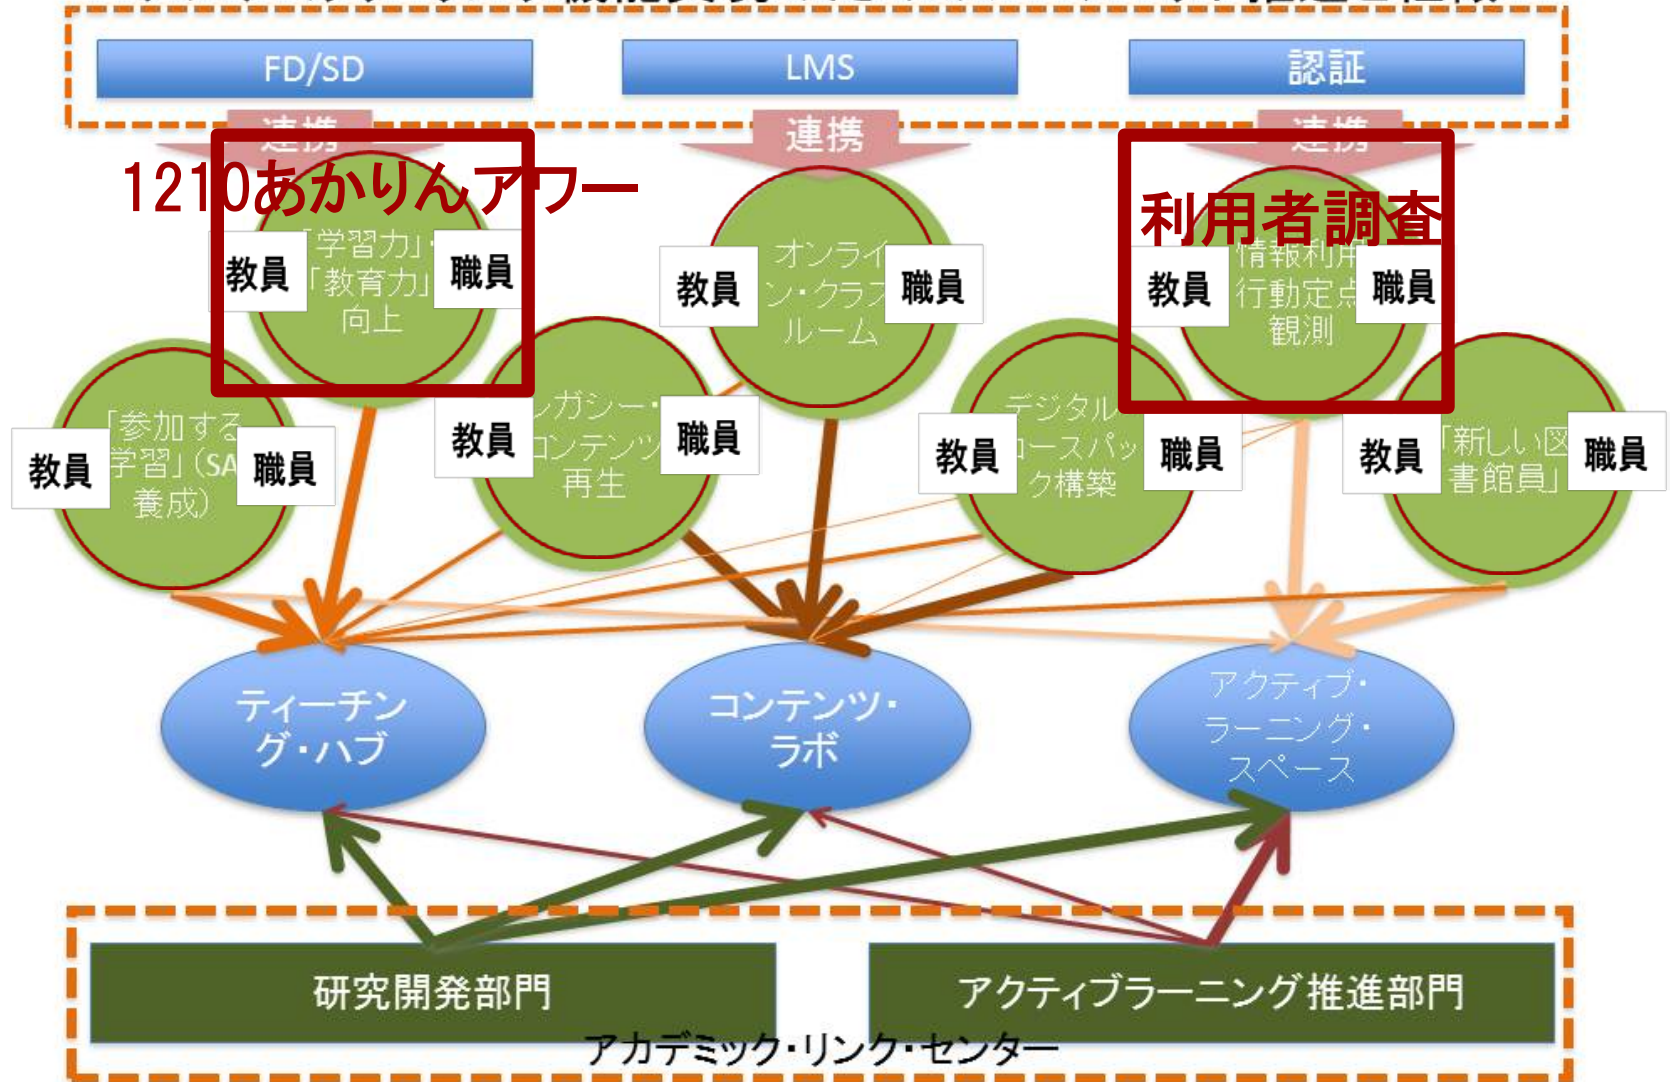 FD/SD
LMS
認証
連携
連携
連携
1210あかりんアワー
利用者調査
「学習力」・
「教育力」
向上
教員
職員
オンライ
ン・クラス
ルーム
教員
職員
情報利用
行動定点
観測
教員
職員
「参加する
学習」(SA
養成)
教員
職員
レガシー・
コンテンツ
再生
教員
職員
デジタル
コースパッ
ク構築
教員
職員
「新しい図
書館員」
教員
職員
ティーチン
グ・ハブ
コンテンツ・
ラボ
アクティブ・
ラーニング・
スペース
研究開発部門
アクティブラーニング推進部門
アカデミック・リンク・センター